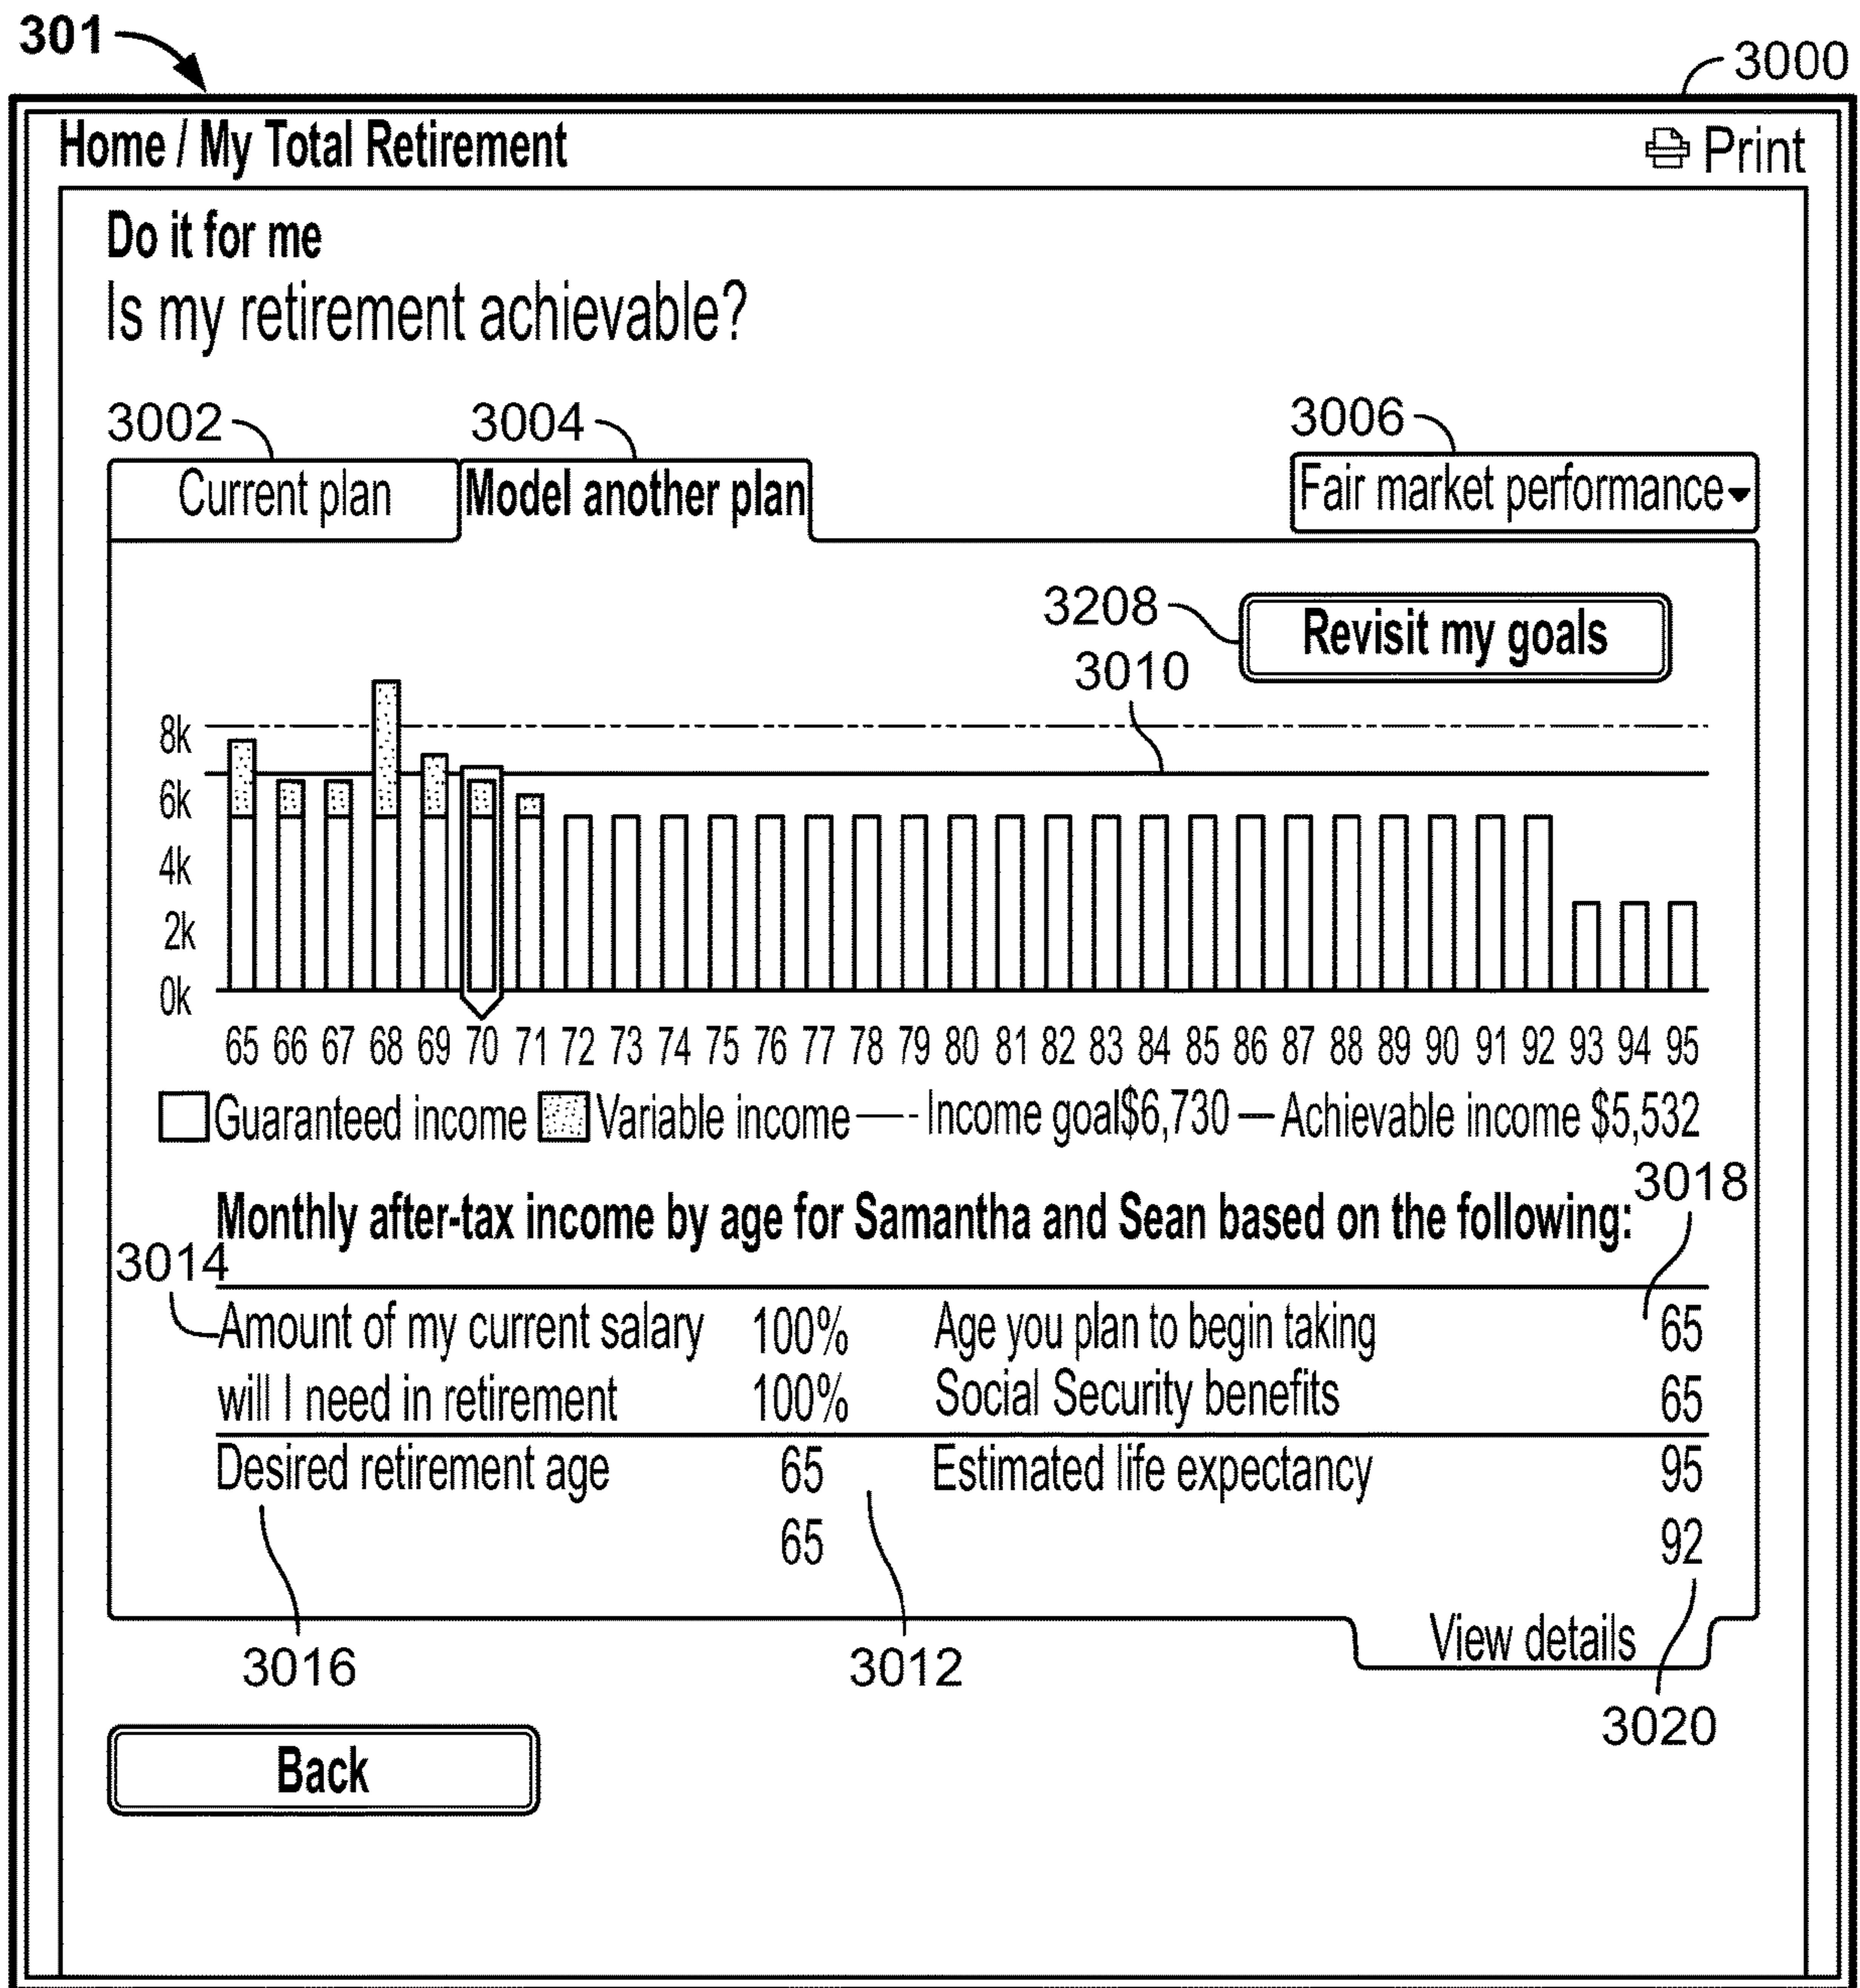 301
3000
Home / My Total Retirement
Print
Do it for me
Is my retirement achievable?
3002
3004
3006
Current plan
Model another plan
Fair market performance
3208
Revisit my goals
3010
8k
6k
4k
2k
0k
65 66 67 68 69 70 71 72 73 74 75 76 77 78 79 80 81 82 83 84 85 86 87 88 89 90 91 92 93 94 95
Guaranteed income Variable income Income goal$6,730 Achievable income $5,532
3018
Monthly after-tax income by age for Samantha and Sean based on the following:
3014
Amount of my current salary 100% Age you plan to begin taking 65
will I need in retirement 100% Social Security benefits 65
Desired retirement age 65 Estimated life expectancy 95
65 92
View details
3016
3012
3020
Back